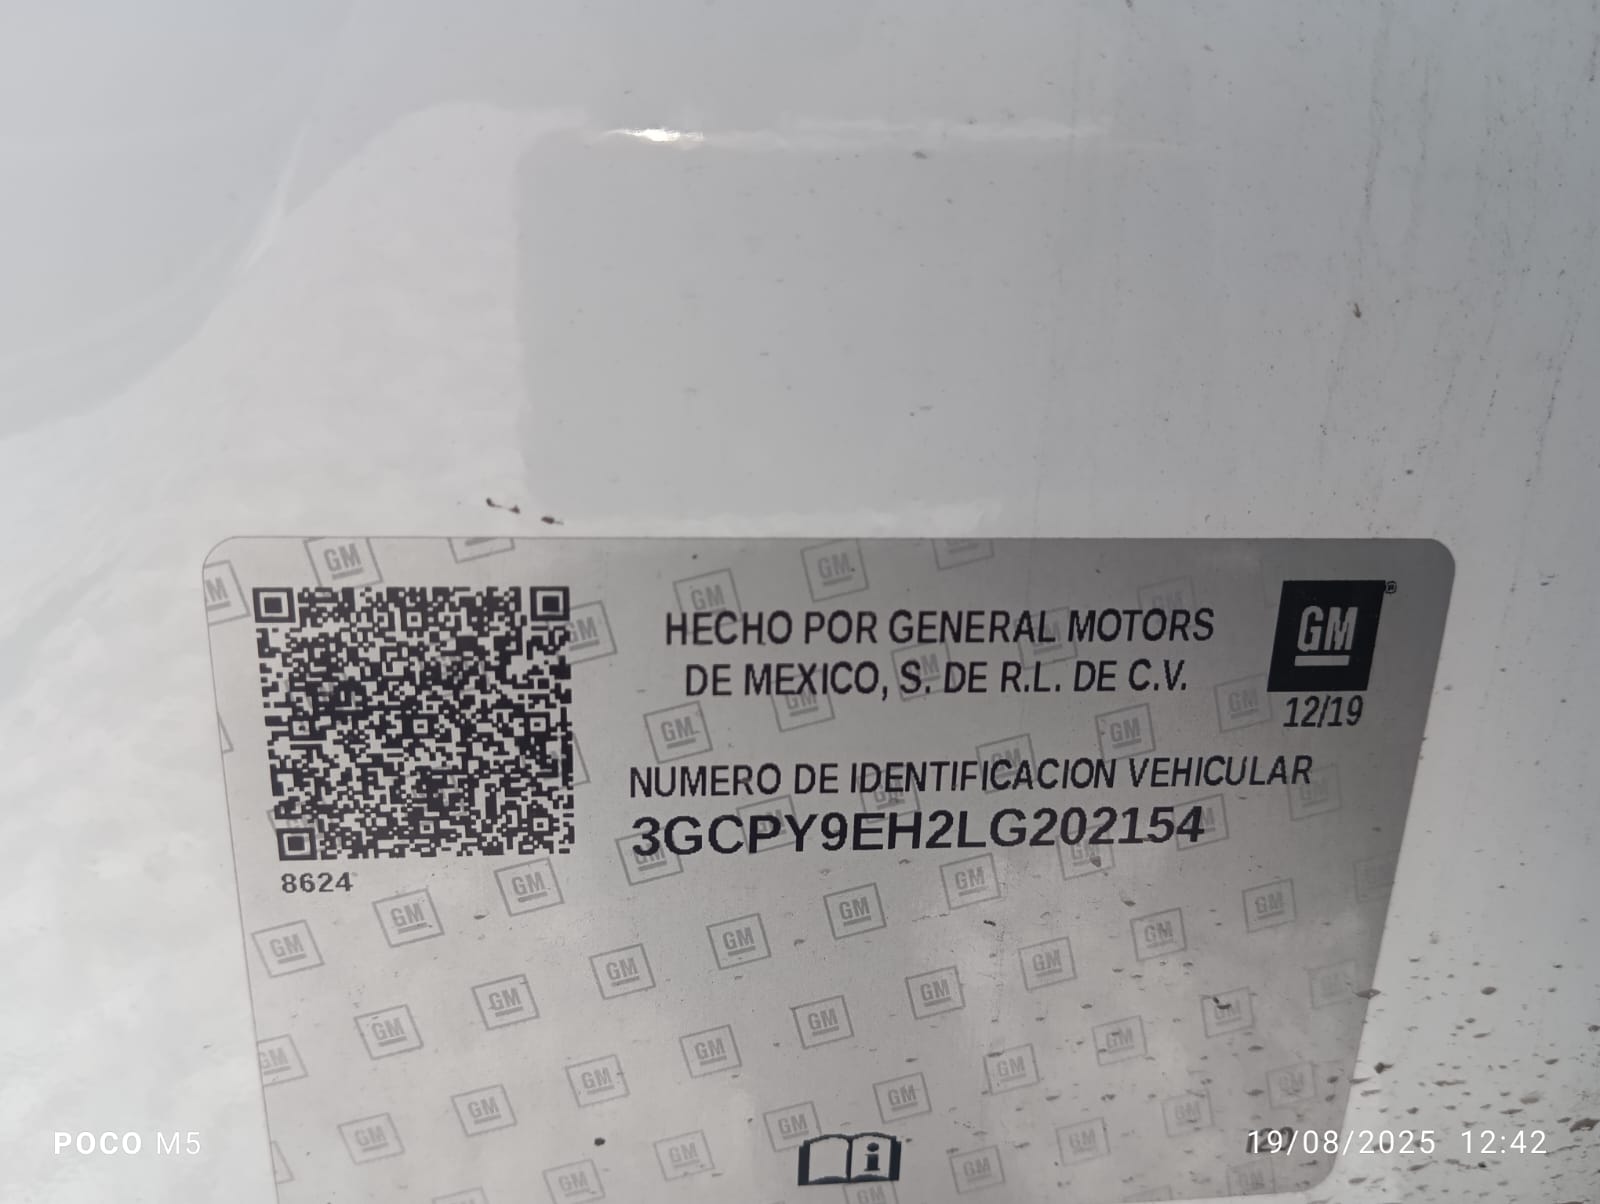 GM
HECHO POR GENERAL MOTORS
DE MEXICO, S. DE R.L. DE C.V.
12/19
NUMERO DE IDENTIFICACION VEHICULAR
3GCPY9EH2LG202154
8624
POCO M5
19/08/2025 12:42